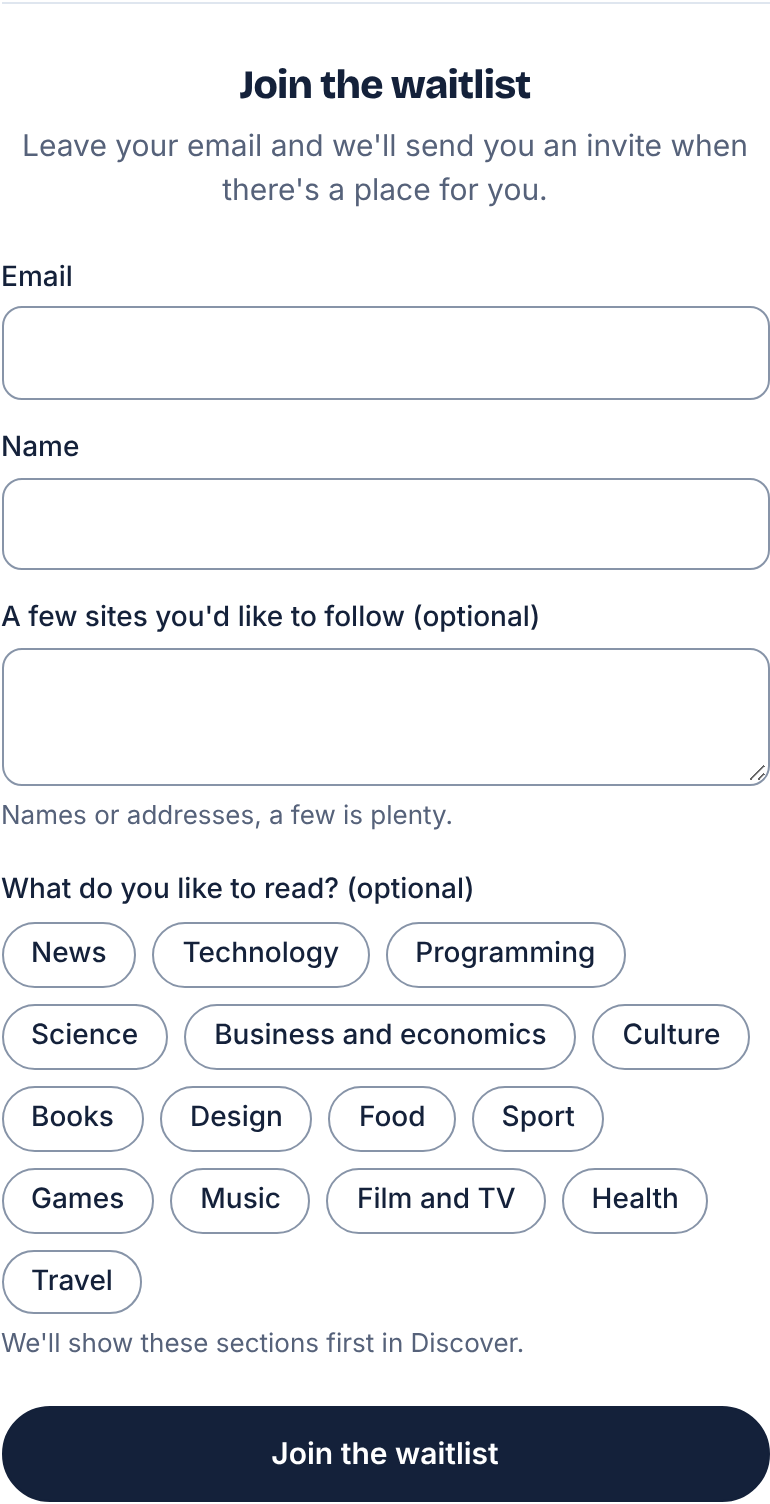 Join the waitlist
Leave your email and we'll send you an invite when
there's a place for you.
Email
Name
A few sites you'd like to follow (optional)
Names or addresses, a few is plenty.
What do you like to read? (optional)
News Technology Programming
Science Business and economics Culture
Books Design Food Sport
Games Music Film and TV Health
Travel
We'll show these sections first in Discover.
Join the waitlist